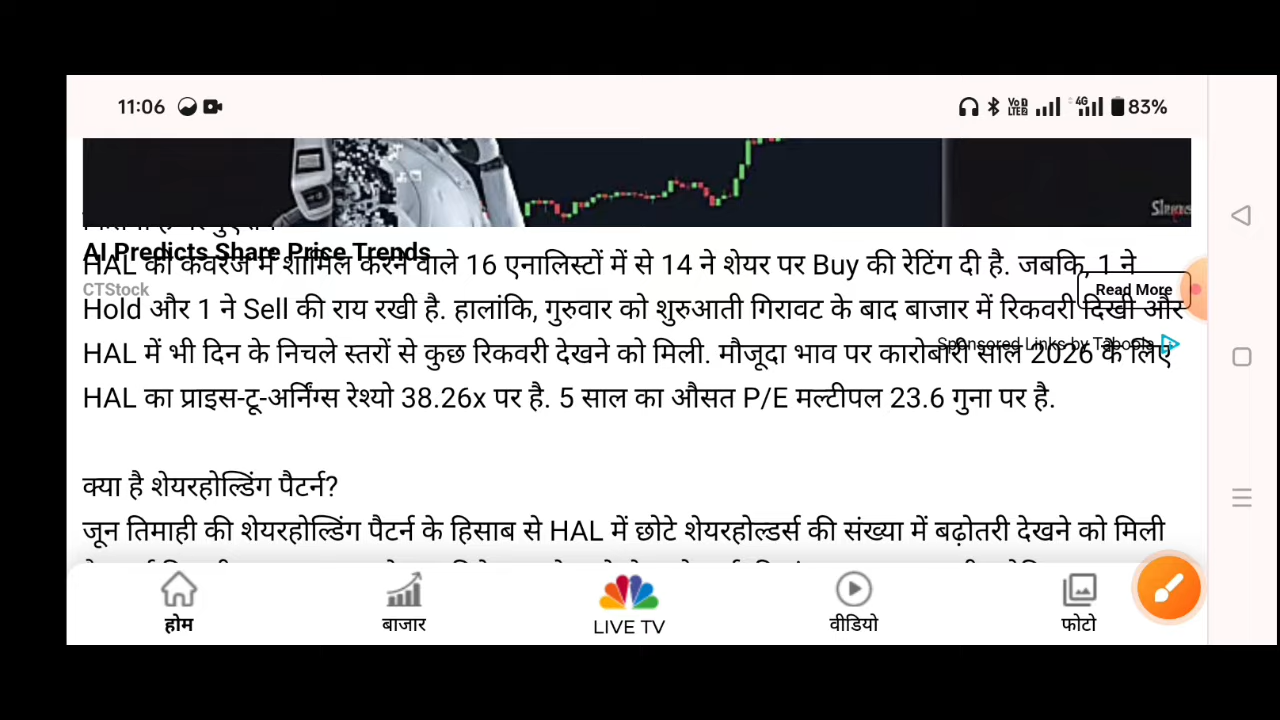 11:06
VoD LTE2 4G 83%
AI Predicts Share Price Trends
HAL को कवरेज में शामिल करने वाले 16 एनालिस्टों में से 14 ने शेयर पर Buy की रेटिंग दी है. जबकि, 1 ने
CTStock
Read More
Hold और 1 ने Sell की राय रखी है. हालांकि, गुरुवार को शुरुआती गिरावट के बाद बाजार में रिकवरी दिखी और
Sponsored Links by Taboola
HAL में भी दिन के निचले स्तरों से कुछ रिकवरी देखने को मिली. मौजूदा भाव पर कारोबारी साल 2026 के लिए
HAL का प्राइस-टू-अर्निंग्स रेश्यो 38.26x पर है. 5 साल का औसत P/E मल्टीपल 23.6 गुना पर है.
क्या है शेयरहोल्डिंग पैटर्न?
जून तिमाही की शेयरहोल्डिंग पैटर्न के हिसाब से HAL में छोटे शेयरहोल्डर्स की संख्या में बढ़ोतरी देखने को मिली
होम
बाजार
LIVE TV
वीडियो
फोटो